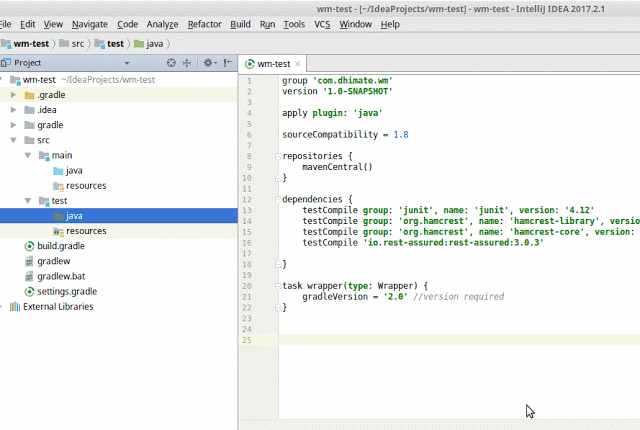 wm-test - [~/IdeaProjects/wm-test] - wm-test - IntelliJ IDEA 2017.2.1
File Edit View Navigate Code Analyze Refactor Build Run Tools VCS Window Help
wm-test src test java
Project
wm-test
wm-test ~/IdeaProjects/wm-test
.gradle
.idea
gradle
src
main
java
resources
test
java
resources
build.gradle
gradlew
gradlew.bat
settings.gradle
External Libraries
1 group 'com.dhimate.wm'
2 version '1.0-SNAPSHOT'
3
4 apply plugin: 'java'
5
6 sourceCompatibility = 1.8
7
8 repositories {
9 mavenCentral()
10 }
11
12 dependencies {
13 testCompile group: 'junit', name: 'junit', version: '4.12'
14 testCompile group: 'org.hamcrest', name: 'hamcrest-library', versio
15 testCompile group: 'org.hamcrest', name: 'hamcrest-core', version:
16 testCompile 'io.rest-assured:rest-assured:3.0.3'
17
18 }
19
20 task wrapper(type: Wrapper) {
21 gradleVersion = '2.0' //version required
22 }
23
24
25